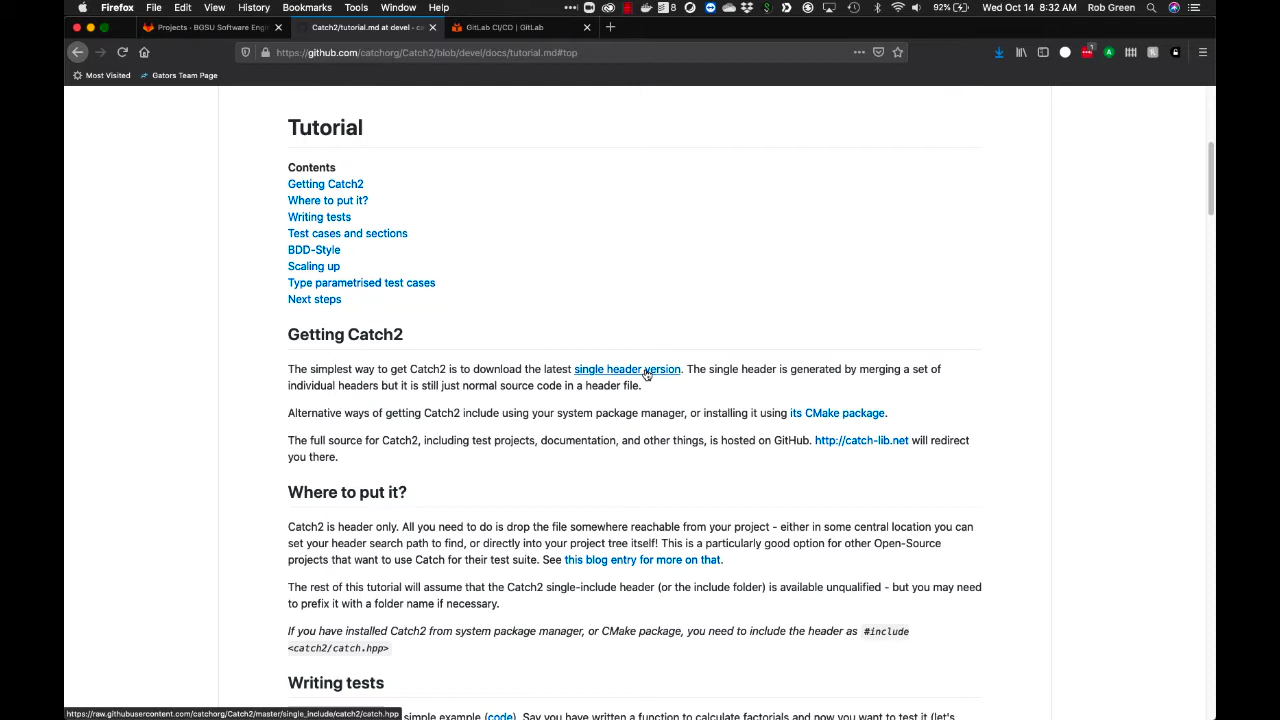 Firefox File Edit View History Bookmarks Tools Window Help
8 92% Wed Aug 12 8:32 AM Rob Green
Projects - BGSU Software Engi
Catch2/tutorial.md at devel - ca
GitLab CI/CD | GitLab
https://github.com/catchorg/Catch2/blob/devel/docs/tutorial.md#top
Most Visited Gators Team Page
Tutorial
Contents
Getting Catch2
Where to put it?
Writing tests
Test cases and sections
BDD-Style
Scaling up
Type parametrised test cases
Next steps
Getting Catch2
The simplest way to get Catch2 is to download the latest single header version. The single header is generated by merging a set of
individual headers but it is still just normal source code in a header file.
Alternative ways of getting Catch2 include using your system package manager, or installing it using its CMake package.
The full source for Catch2, including test projects, documentation, and other things, is hosted on GitHub. http://catch-lib.net will redirect
you there.
Where to put it?
Catch2 is header only. All you need to do is drop the file somewhere reachable from your project - either in some central location you can
set your header search path to find, or directly into your project tree itself! This is a particularly good option for other Open-Source
projects that want to use Catch for their test suite. See this blog entry for more on that.
The rest of this tutorial will assume that the Catch2 single-include header (or the include folder) is available unqualified - but you may need
to prefix it with a folder name if necessary.
If you have installed Catch2 from system package manager, or CMake package, you need to include the header as #include
<catch2/catch.hpp>
Writing tests
https://raw.githubusercontent.com/catchorg/Catch2/master/single_include/catch2/catch.hpp
simple example (code). Say you have written a function to calculate factorials and now you want to test it (let's